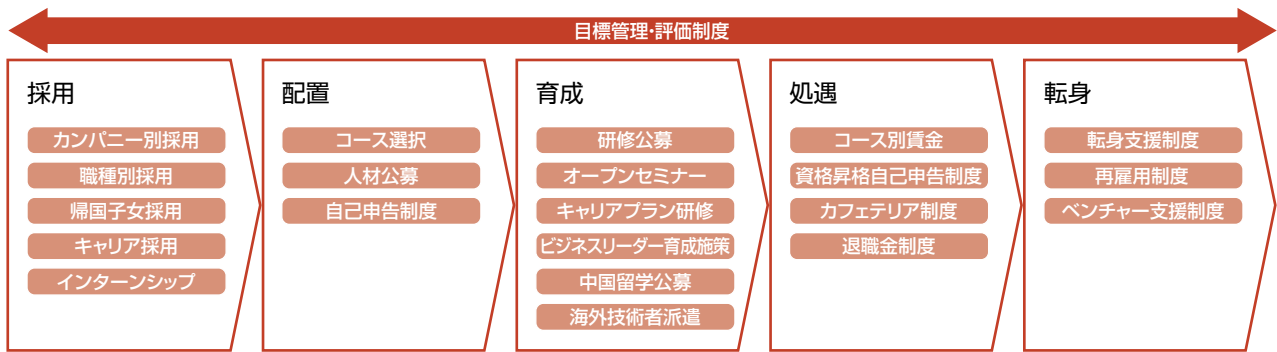 目標管理・評価制度
採用
カンパニー別採用
職種別採用
帰国子女採用
キャリア採用
インターンシップ
配置
コース選択
人材公募
自己申告制度
育成
研修公募
オープンセミナー
キャリアプラン研修
ビジネスリーダー育成施策
中国留学公募
海外技術者派遣
処遇
コース別賃金
資格昇格自己申告制度
カフェテリア制度
退職金制度
転身
転身支援制度
再雇用制度
ベンチャー支援制度